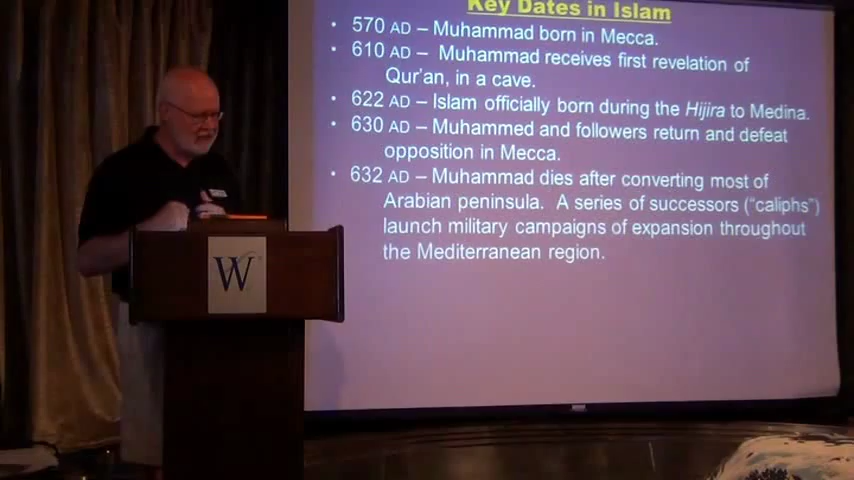 Key Dates in Islam
• 570 AD – Muhammad born in Mecca.
• 610 AD – Muhammad receives first revelation of
Qur'an, in a cave.
• 622 AD – Islam officially born during the Hijira to Medina.
• 630 AD – Muhammed and followers return and defeat
opposition in Mecca.
• 632 AD – Muhammad dies after converting most of
Arabian peninsula. A series of successors ("caliphs")
launch military campaigns of expansion throughout
the Mediterranean region.
W